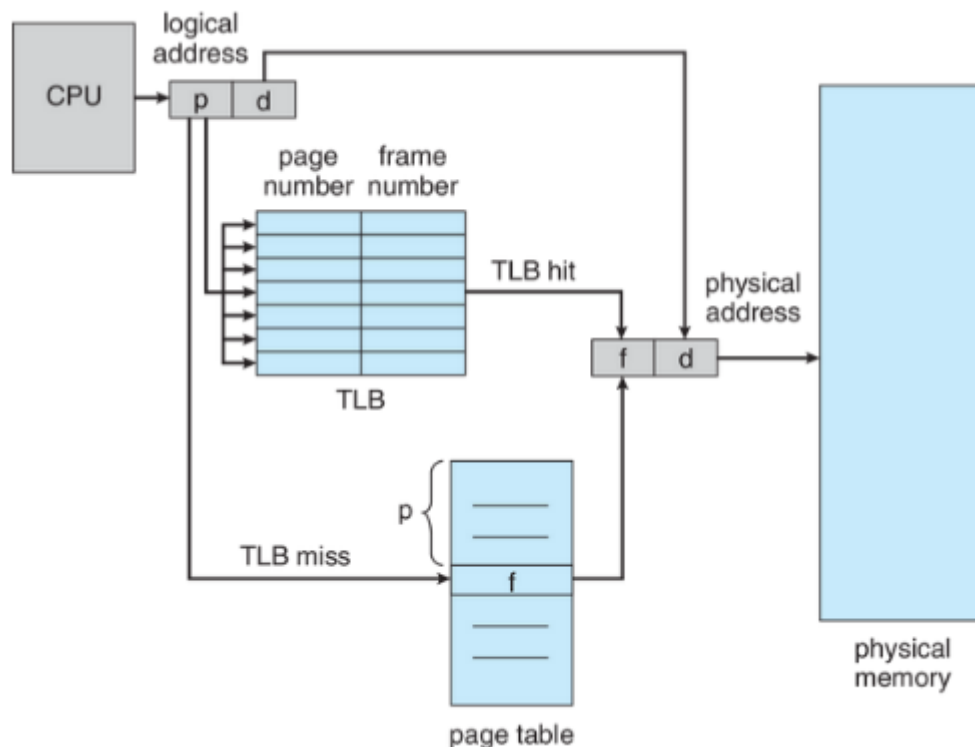 logical
address
CPU
p
d
page
number
frame
number
TLB hit
physical
address
f
d
TLB
p
TLB miss
f
physical
memory
page table